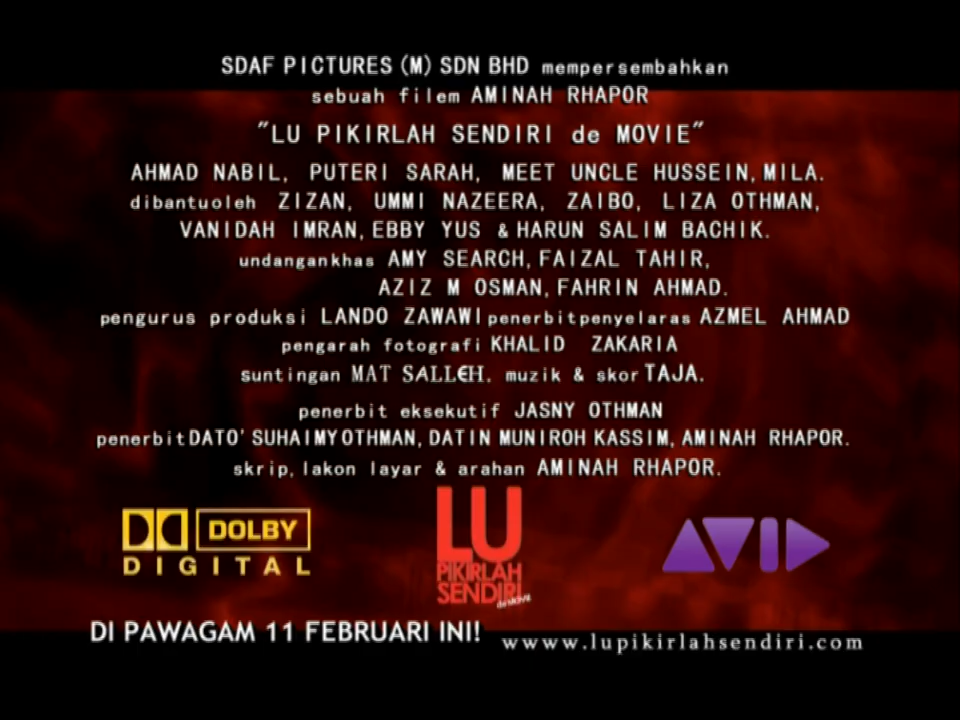 SDAF PICTURES (M) SDN BHD mempersembahkan
sebuah filem AMINAH RHAPOR
"LU PIKIRLAH SENDIRI de MOVIE"
AHMAD NABIL, PUTERI SARAH, MEET UNCLE HUSSEIN, MILA.
dibantuoleh ZIZAN, UMMI NAZEERA, ZAIBO, LIZA OTHMAN,
VANIDAH IMRAN, EBBY YUS & HARUN SALIM BACHIK.
undangankhas AMY SEARCH, FAIZAL TAHIR,
AZIZ M OSMAN, FAHRIN AHMAD.
pengurus produksi LANDO ZAWAWI penerbitpenyelaras AZMEL AHMAD
pengarah fotografi KHALID ZAKARIA
suntingan MAT SALLEH. muzik & skor TAJA.
penerbit eksekutif JASNY OTHMAN
penerbit DATO' SUHAIMY OTHMAN, DATIN MUNIROH KASSIM, AMINAH RHAPOR.
skrip, lakon layar & arahan AMINAH RHAPOR.
DOLBY
DIGITAL
LU
PIKIRLAH
SENDIRI
de MOVIE
AVID
DI PAWAGAM 11 FEBRUARI INI!
www.lupikirlahsendiri.com